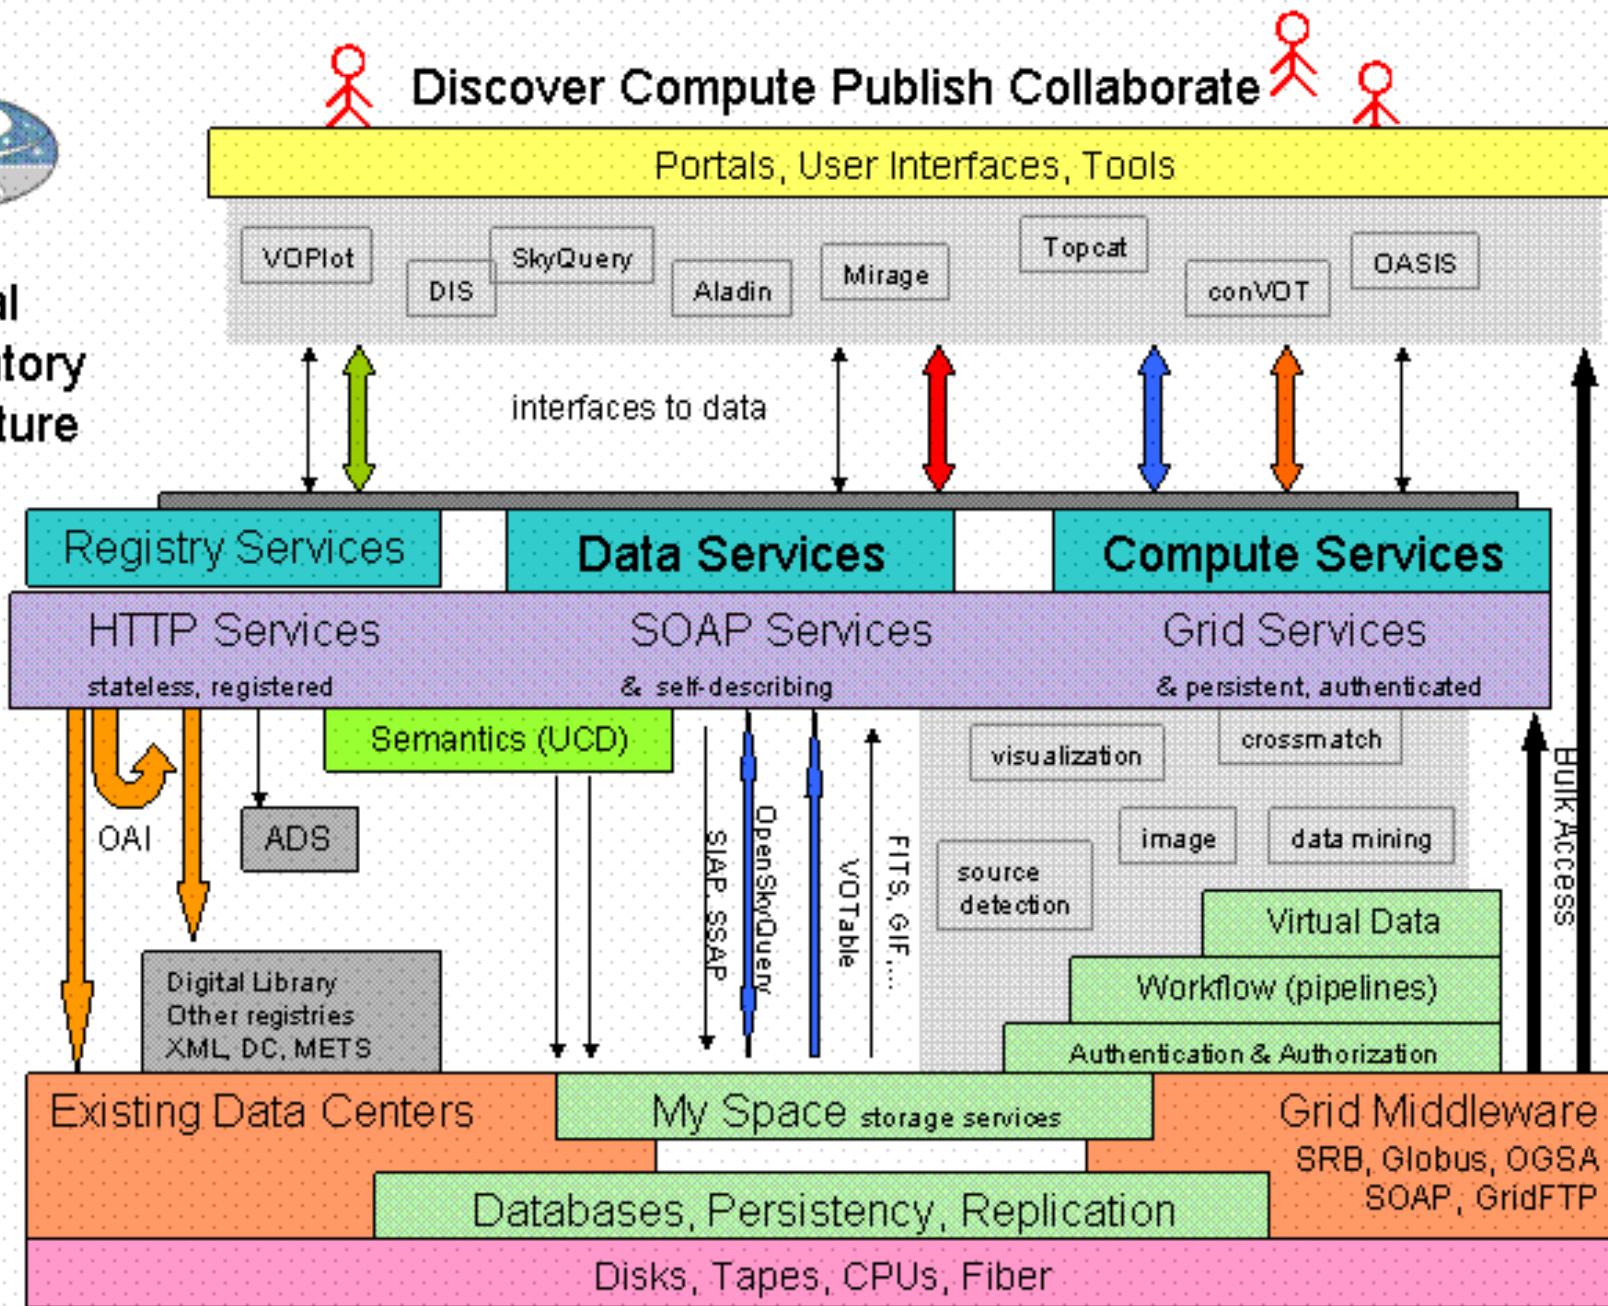 Discover Compute Publish Collaborate
Portals, User Interfaces, Tools
VOPlot
DIS
SkyQuery
Aladin
Mirage
Topcat
conVOT
OASIS
al
tory
ture
interfaces to data
Registry Services
Data Services
Compute Services
HTTP Services
SOAP Services
Grid Services
stateless, registered
& self-describing
& persistent, authenticated
Semantics (UCD)
OAI
ADS
SIAP, SSAP
OpenSkyQuery
VOTable
FITS, GIF,...
visualization
crossmatch
image
data mining
source
detection
Bulk Access
Digital Library
Other registries
XML, DC, METS
Virtual Data
Workflow (pipelines)
Authentication & Authorization
Existing Data Centers
My Space storage services
Grid Middleware
SRB, Globus, OGSA
SOAP, GridFTP
Databases, Persistency, Replication
Disks, Tapes, CPUs, Fiber